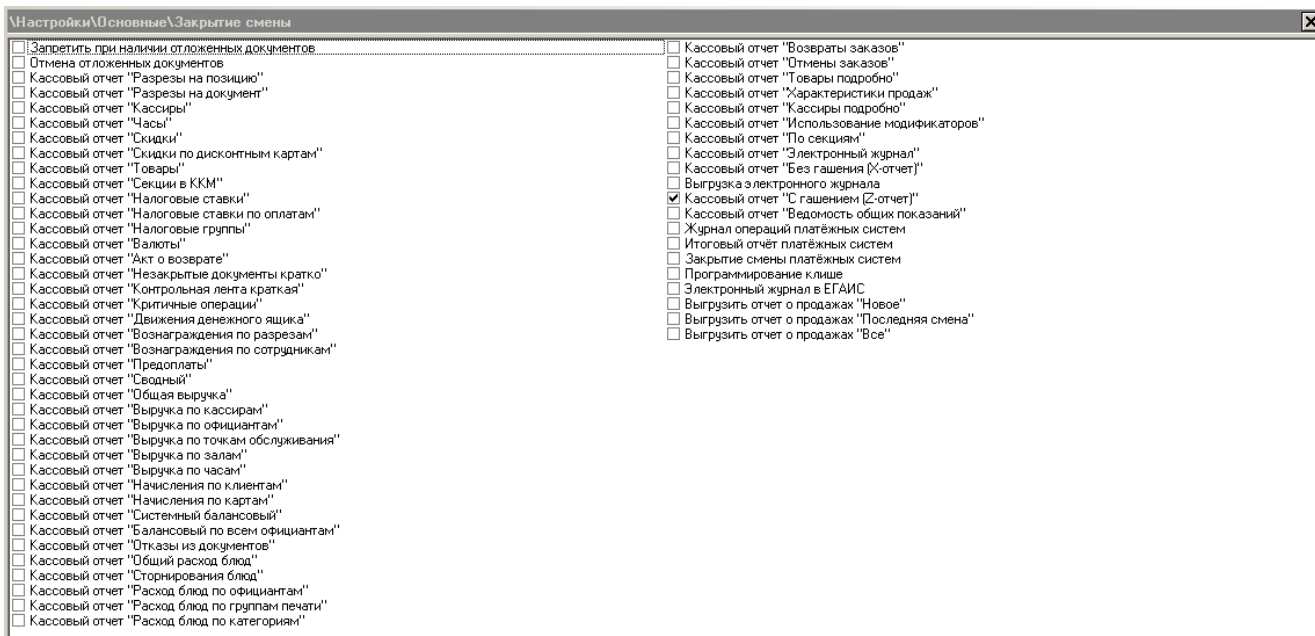 \Настройки\Основные\Закрытие смены
Запретить при наличии отложенных документов
Отмена отложенных документов
Кассовый отчет "Разрезы на позицию"
Кассовый отчет "Разрезы на документ"
Кассовый отчет "Кассиры"
Кассовый отчет "Часы"
Кассовый отчет "Скидки"
Кассовый отчет "Скидки по дисконтным картам"
Кассовый отчет "Товары"
Кассовый отчет "Секции в ККМ"
Кассовый отчет "Налоговые ставки"
Кассовый отчет "Налоговые ставки по оплатам"
Кассовый отчет "Налоговые группы"
Кассовый отчет "Валюты"
Кассовый отчет "Акт о возврате"
Кассовый отчет "Незакрытые документы кратко"
Кассовый отчет "Контрольная лента краткая"
Кассовый отчет "Критичные операции"
Кассовый отчет "Движения денежного ящика"
Кассовый отчет "Вознаграждения по разрезам"
Кассовый отчет "Вознаграждения по сотрудникам"
Кассовый отчет "Предоплаты"
Кассовый отчет "Сводный"
Кассовый отчет "Общая выручка"
Кассовый отчет "Выручка по кассирам"
Кассовый отчет "Выручка по официантам"
Кассовый отчет "Выручка по точкам обслуживания"
Кассовый отчет "Выручка по залам"
Кассовый отчет "Выручка по часам"
Кассовый отчет "Начисления по клиентам"
Кассовый отчет "Начисления по картам"
Кассовый отчет "Системный балансовый"
Кассовый отчет "Балансовый по всем официантам"
Кассовый отчет "Отказы из документов"
Кассовый отчет "Общий расход блюд"
Кассовый отчет "Сторнирования блюд"
Кассовый отчет "Расход блюд по официантам"
Кассовый отчет "Расход блюд по группам печати"
Кассовый отчет "Расход блюд по категориям"
Кассовый отчет "Возвраты заказов"
Кассовый отчет "Отмены заказов"
Кассовый отчет "Товары подробно"
Кассовый отчет "Характеристики продаж"
Кассовый отчет "Кассиры подробно"
Кассовый отчет "Использование модификаторов"
Кассовый отчет "По секциям"
Кассовый отчет "Электронный журнал"
Кассовый отчет "Без гашения (X-отчет)"
Выгрузка электронного журнала
Кассовый отчет "С гашением (Z-отчет)"
Кассовый отчет "Ведомость общих показаний"
Журнал операций платёжных систем
Итоговый отчёт платёжных систем
Закрытие смены платёжных систем
Программирование клише
Электронный журнал в ЕГАИС
Выгрузить отчет о продажах "Новое"
Выгрузить отчет о продажах "Последняя смена"
Выгрузить отчет о продажах "Все"